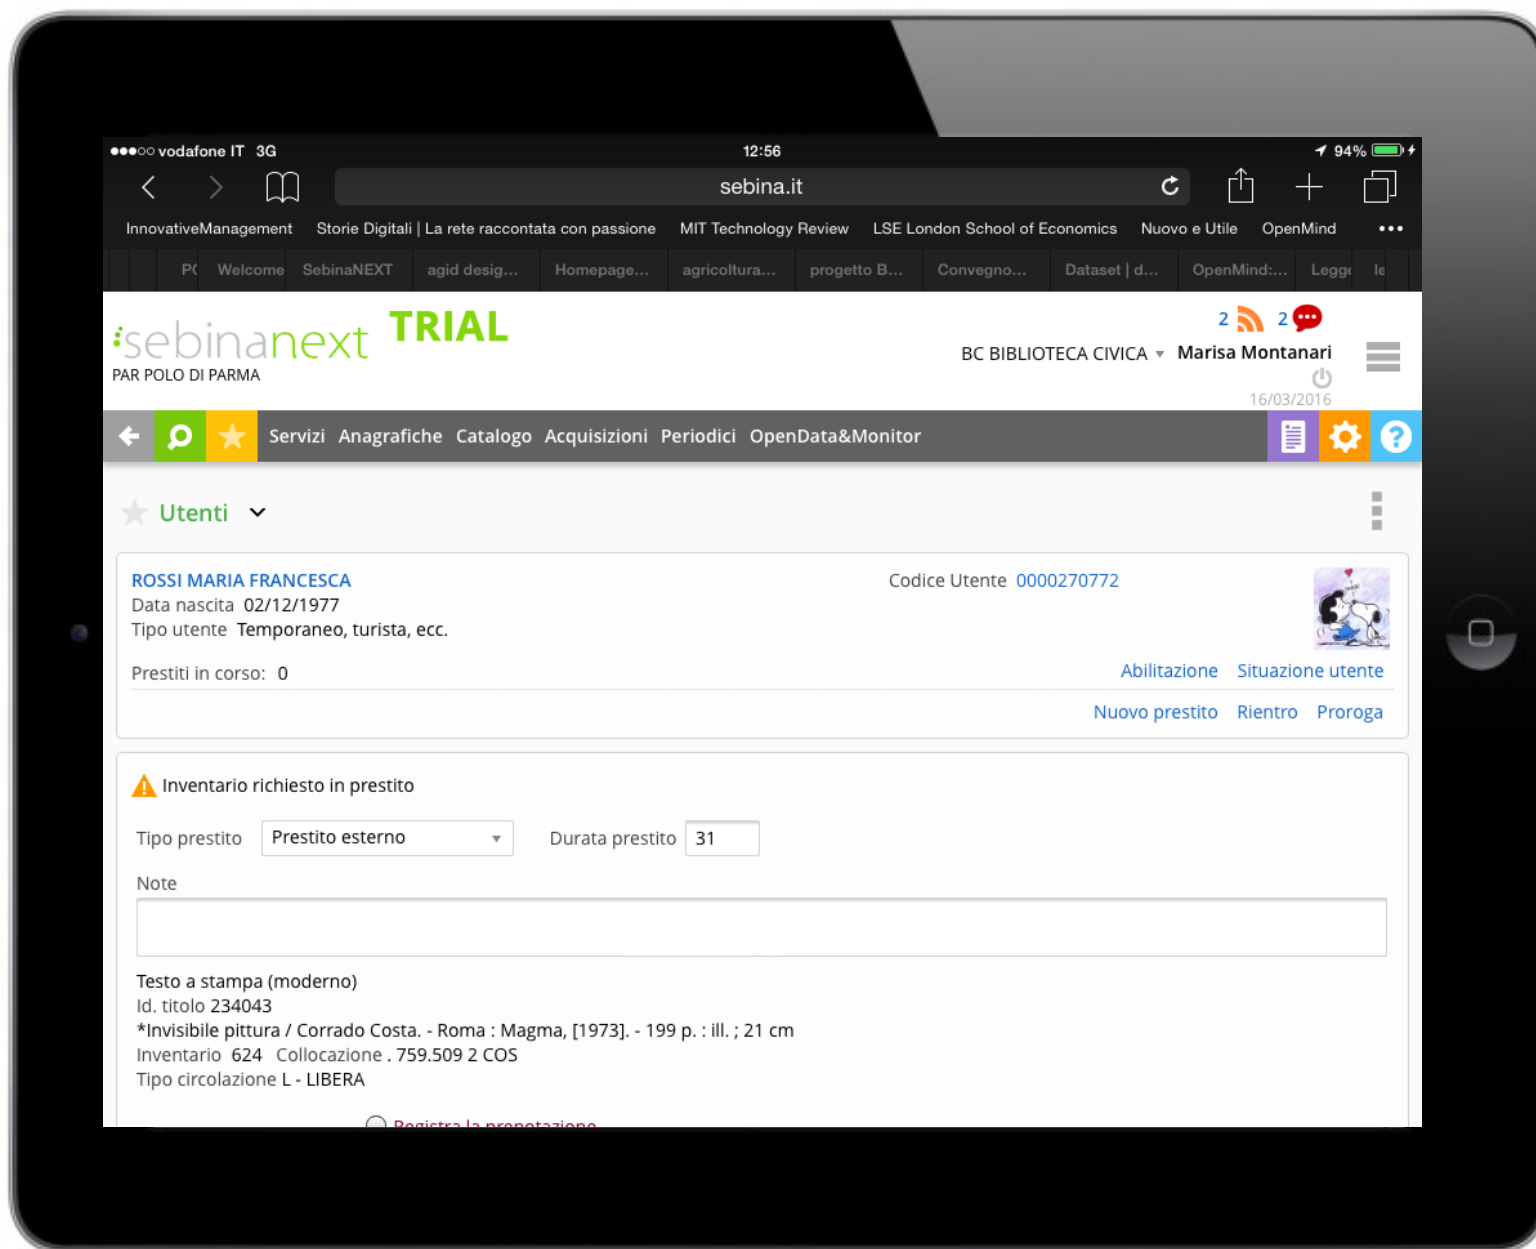 vodafone IT 3G 12:56 94%
sebina.it
InnovativeManagement Storie Digitali | La rete raccontata con passione MIT Technology Review LSE London School of Economics Nuovo e Utile OpenMind •••
Welcome SebinaNEXT agid desig... Homepage... agricoltura... progetto B... Convegno... Dataset | d... OpenMind:... Legge le
sebinanext TRIAL
2 2
PAR POLO DI PARMA
BC BIBLIOTECA CIVICA Marisa Montanari
16/03/2016
Servizi Anagrafiche Catalogo Acquisizioni Periodici OpenData&Monitor ?
Utenti
ROSSI MARIA FRANCESCA Codice Utente 0000270772
Data nascita 02/12/1977
Tipo utente Temporaneo, turista, ecc.
Prestiti in corso: 0 Abilitazione Situazione utente
Nuovo prestito Rientro Proroga
Inventario richiesto in prestito
Tipo prestito Prestito esterno Durata prestito 31
Note
Testo a stampa (moderno)
Id. titolo 234043
*Invisibile pittura / Corrado Costa. - Roma : Magma, [1973]. - 199 p. : ill. ; 21 cm
Inventario 624 Collocazione . 759.509 2 COS
Tipo circolazione L - LIBERA
Registra la prenotazione